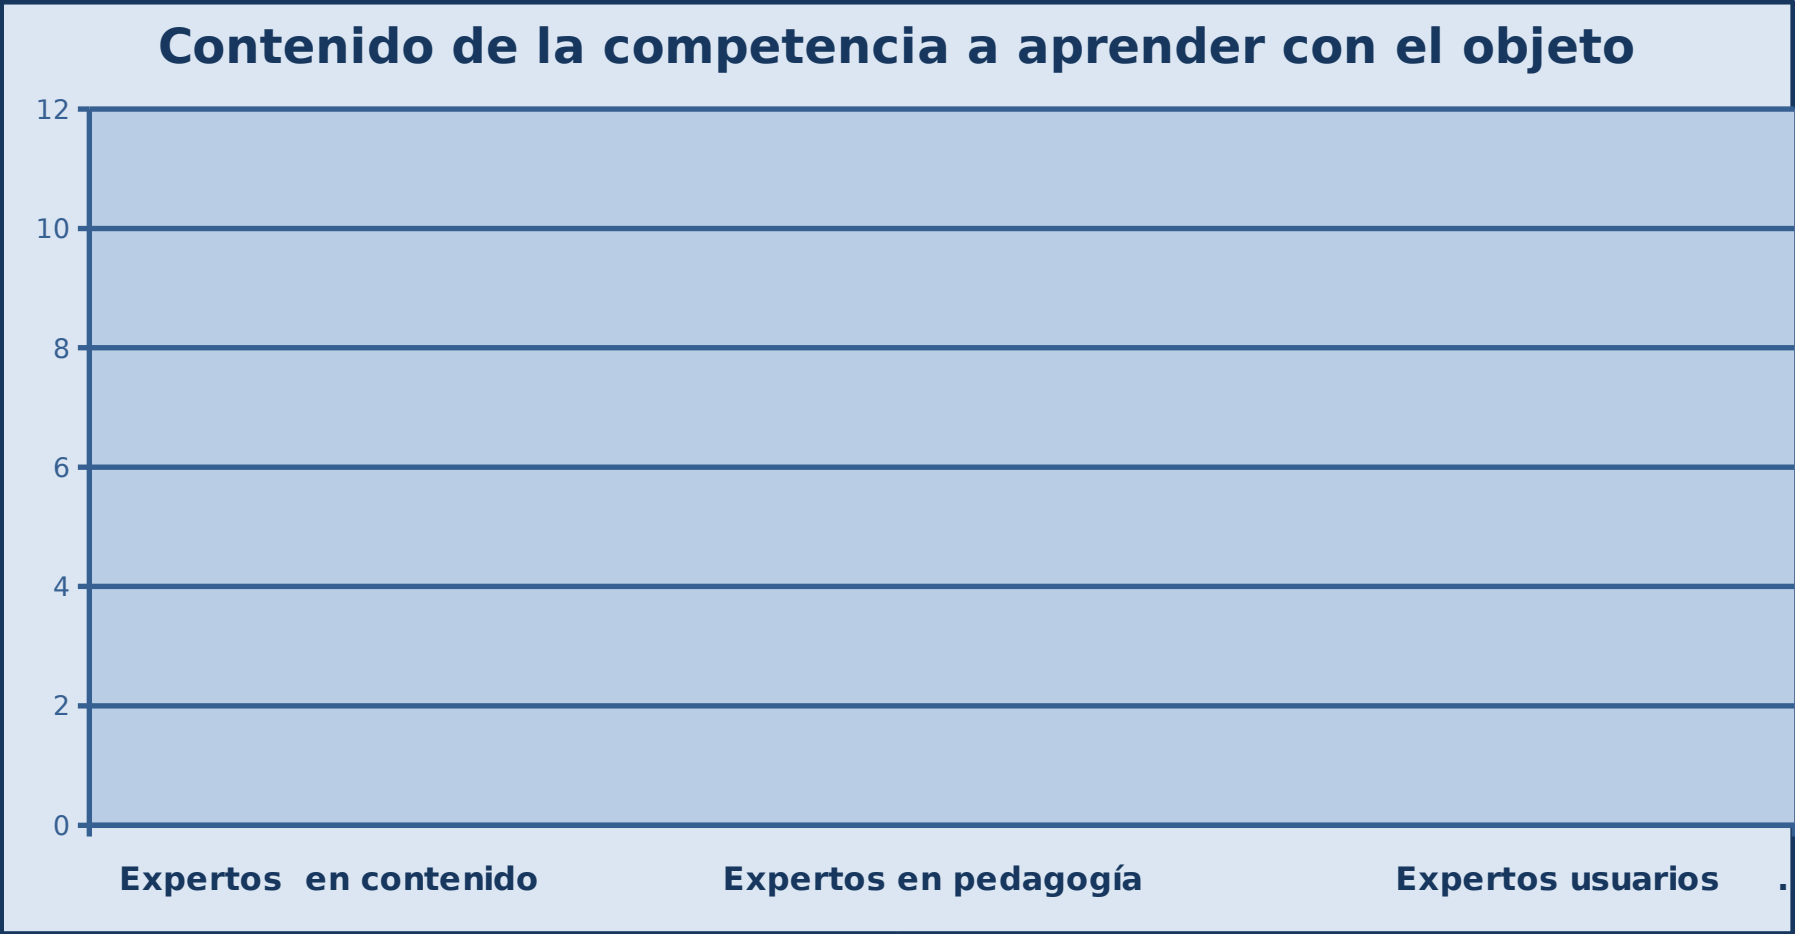 Contenido de la competencia a aprender con el objeto
12
10
8
6
4
2
0
Expertos  en contenido
Expertos en pedagogía
Expertos usuarios
.